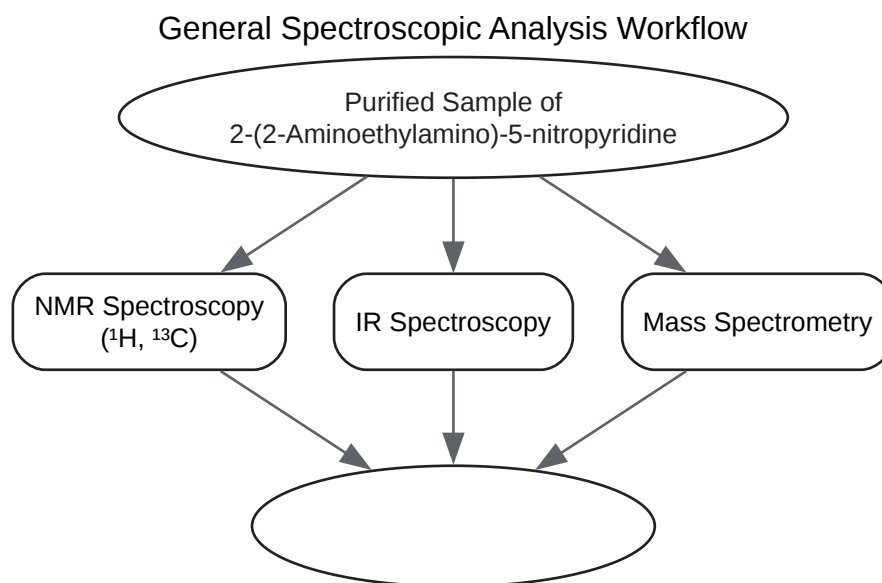 General Spectroscopic Analysis Workflow
Purified Sample of
2-(2-Aminoethylamino)-5-nitropyridine
NMR Spectroscopy
(¹H, ¹³C)
IR Spectroscopy
Mass Spectrometry